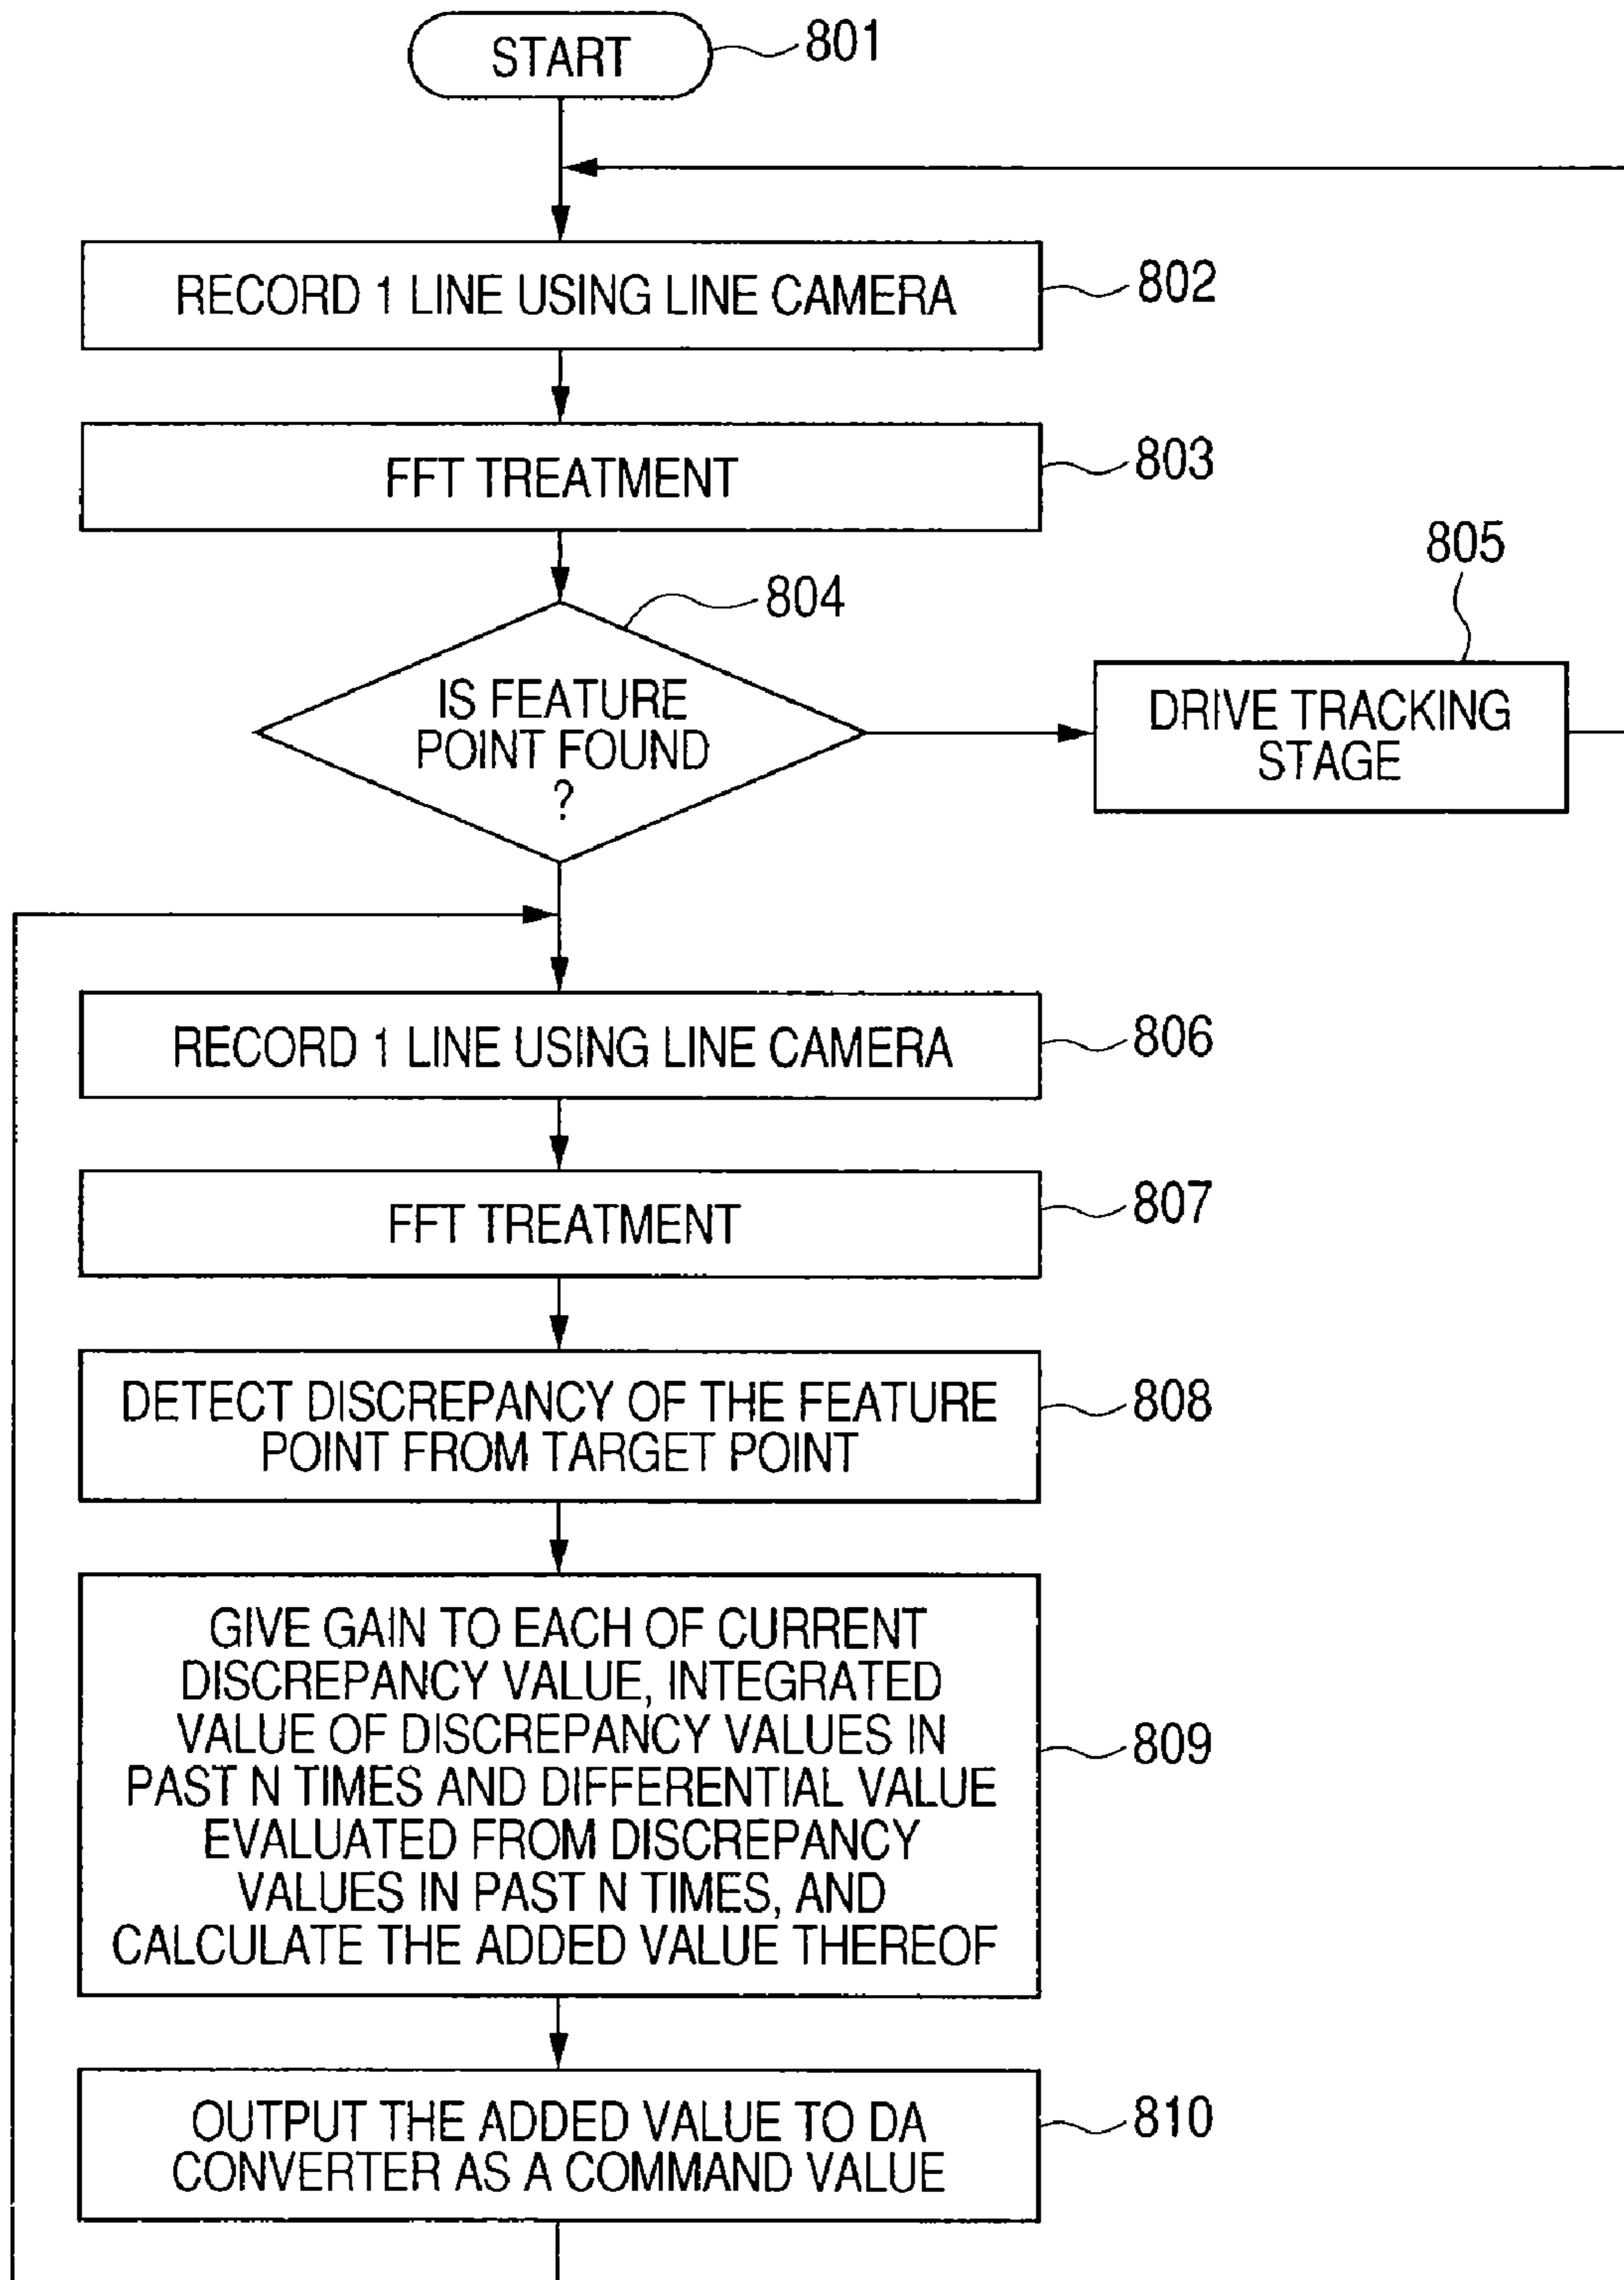 START
801
RECORD 1 LINE USING LINE CAMERA
802
FFT TREATMENT
803
804
IS FEATURE
POINT FOUND
?
805
DRIVE TRACKING
STAGE
RECORD 1 LINE USING LINE CAMERA
806
FFT TREATMENT
807
DETECT DISCREPANCY OF THE FEATURE
POINT FROM TARGET POINT
808
GIVE GAIN TO EACH OF CURRENT
DISCREPANCY VALUE, INTEGRATED
VALUE OF DISCREPANCY VALUES IN
PAST N TIMES AND DIFFERENTIAL VALUE
EVALUATED FROM DISCREPANCY
VALUES IN PAST N TIMES, AND
CALCULATE THE ADDED VALUE THEREOF
809
OUTPUT THE ADDED VALUE TO DA
CONVERTER AS A COMMAND VALUE
810